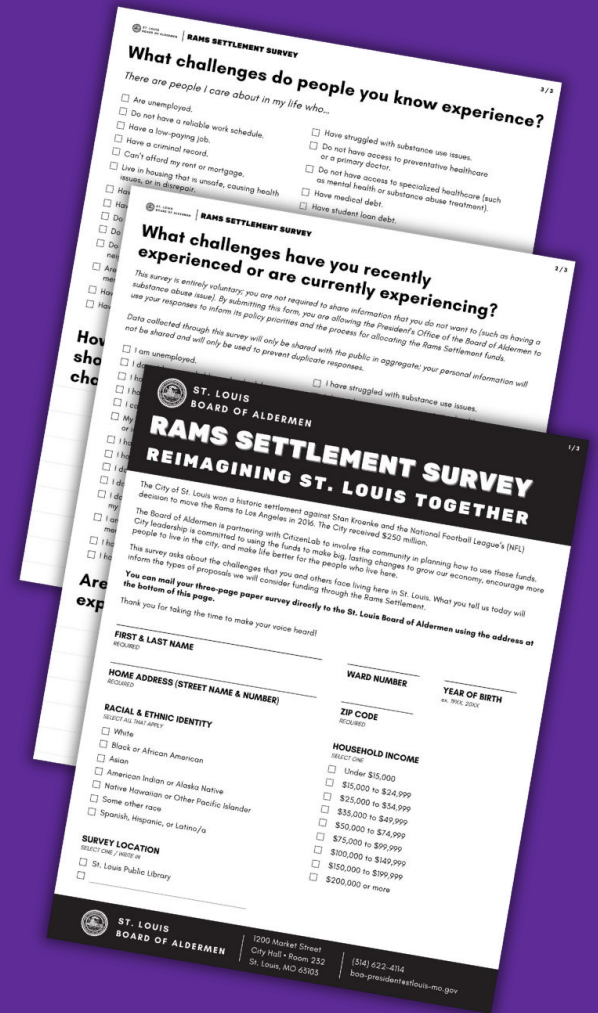 ST. LOUIS
BOARD OF ALDERMEN
RAMS SETTLEMENT SURVEY
3/3
What challenges do people you know experience?
There are people I care about in my life who...
Are unemployed.
Do not have a reliable work schedule.
Have a low-paying job.
Have a criminal record.
Can't afford my rent or mortgage.
Live in housing that is unsafe, causing health
issues, or in disrepair.
Have struggled with substance use issues.
Do not have access to preventative healthcare
or a primary doctor.
Do not have access to specialized healthcare (such
as mental health or substance abuse treatment).
Have medical debt.
Have student loan debt.
ST. LOUIS
BOARD OF ALDERMEN
RAMS SETTLEMENT SURVEY
2/3
What challenges have you recently
experienced or are currently experiencing?
This survey is entirely voluntary; you are not required to share information that you do not want to (such as having a
substance abuse issue). By submitting this form, you are allowing the President's Office of the Board of Aldermen to
use your responses to inform its policy priorities and the process for allocating the Rams Settlement funds.
Data collected through this survey will only be shared with the public in aggregate; your personal information will
not be shared and will only be used to prevent duplicate responses.
I am unemployed.
I have struggled with substance use issues.
ST. LOUIS
BOARD OF ALDERMEN
1/3
RAMS SETTLEMENT SURVEY
REIMAGINING ST. LOUIS TOGETHER
The City of St. Louis won a historic settlement against Stan Kroenke and the National Football League's (NFL)
decision to move the Rams to Los Angeles in 2016. The City received $250 million.
The Board of Aldermen is partnering with CitizenLab to involve the community in planning how to use those funds.
City leadership is committed to using the funds to make big, lasting changes to grow our economy, encourage more
people to live in the city, and make life better for the people who live here.
This survey asks about the challenges that you and others face living here in St. Louis. What you tell us today will
inform the types of proposals we will consider funding through the Rams Settlement.
You can mail your three-page paper survey directly to the St. Louis Board of Aldermen using the address at
the bottom of this page.
Thank you for taking the time to make your voice heard!
FIRST & LAST NAME
REQUIRED
WARD NUMBER
YEAR OF BIRTH
ex. 19XX, 20XX
HOME ADDRESS (STREET NAME & NUMBER)
REQUIRED
ZIP CODE
REQUIRED
RACIAL & ETHNIC IDENTITY
SELECT ALL THAT APPLY
White
Black or African American
Asian
American Indian or Alaska Native
Native Hawaiian or Other Pacific Islander
Some other race
Spanish, Hispanic, or Latino/a
HOUSEHOLD INCOME
SELECT ONE
Under $15,000
$15,000 to $24,999
$25,000 to $34,999
$35,000 to $49,999
$50,000 to $74,999
$75,000 to $99,999
$100,000 to $149,999
$150,000 to $199,999
$200,000 or more
SURVEY LOCATION
SELECT ONE / WRITE IN
St. Louis Public Library
ST. LOUIS
BOARD OF ALDERMEN
1200 Market Street
City Hall • Room 232
St. Louis, MO 63103
(314) 622-4114
boa-president@stlouis-mo.gov